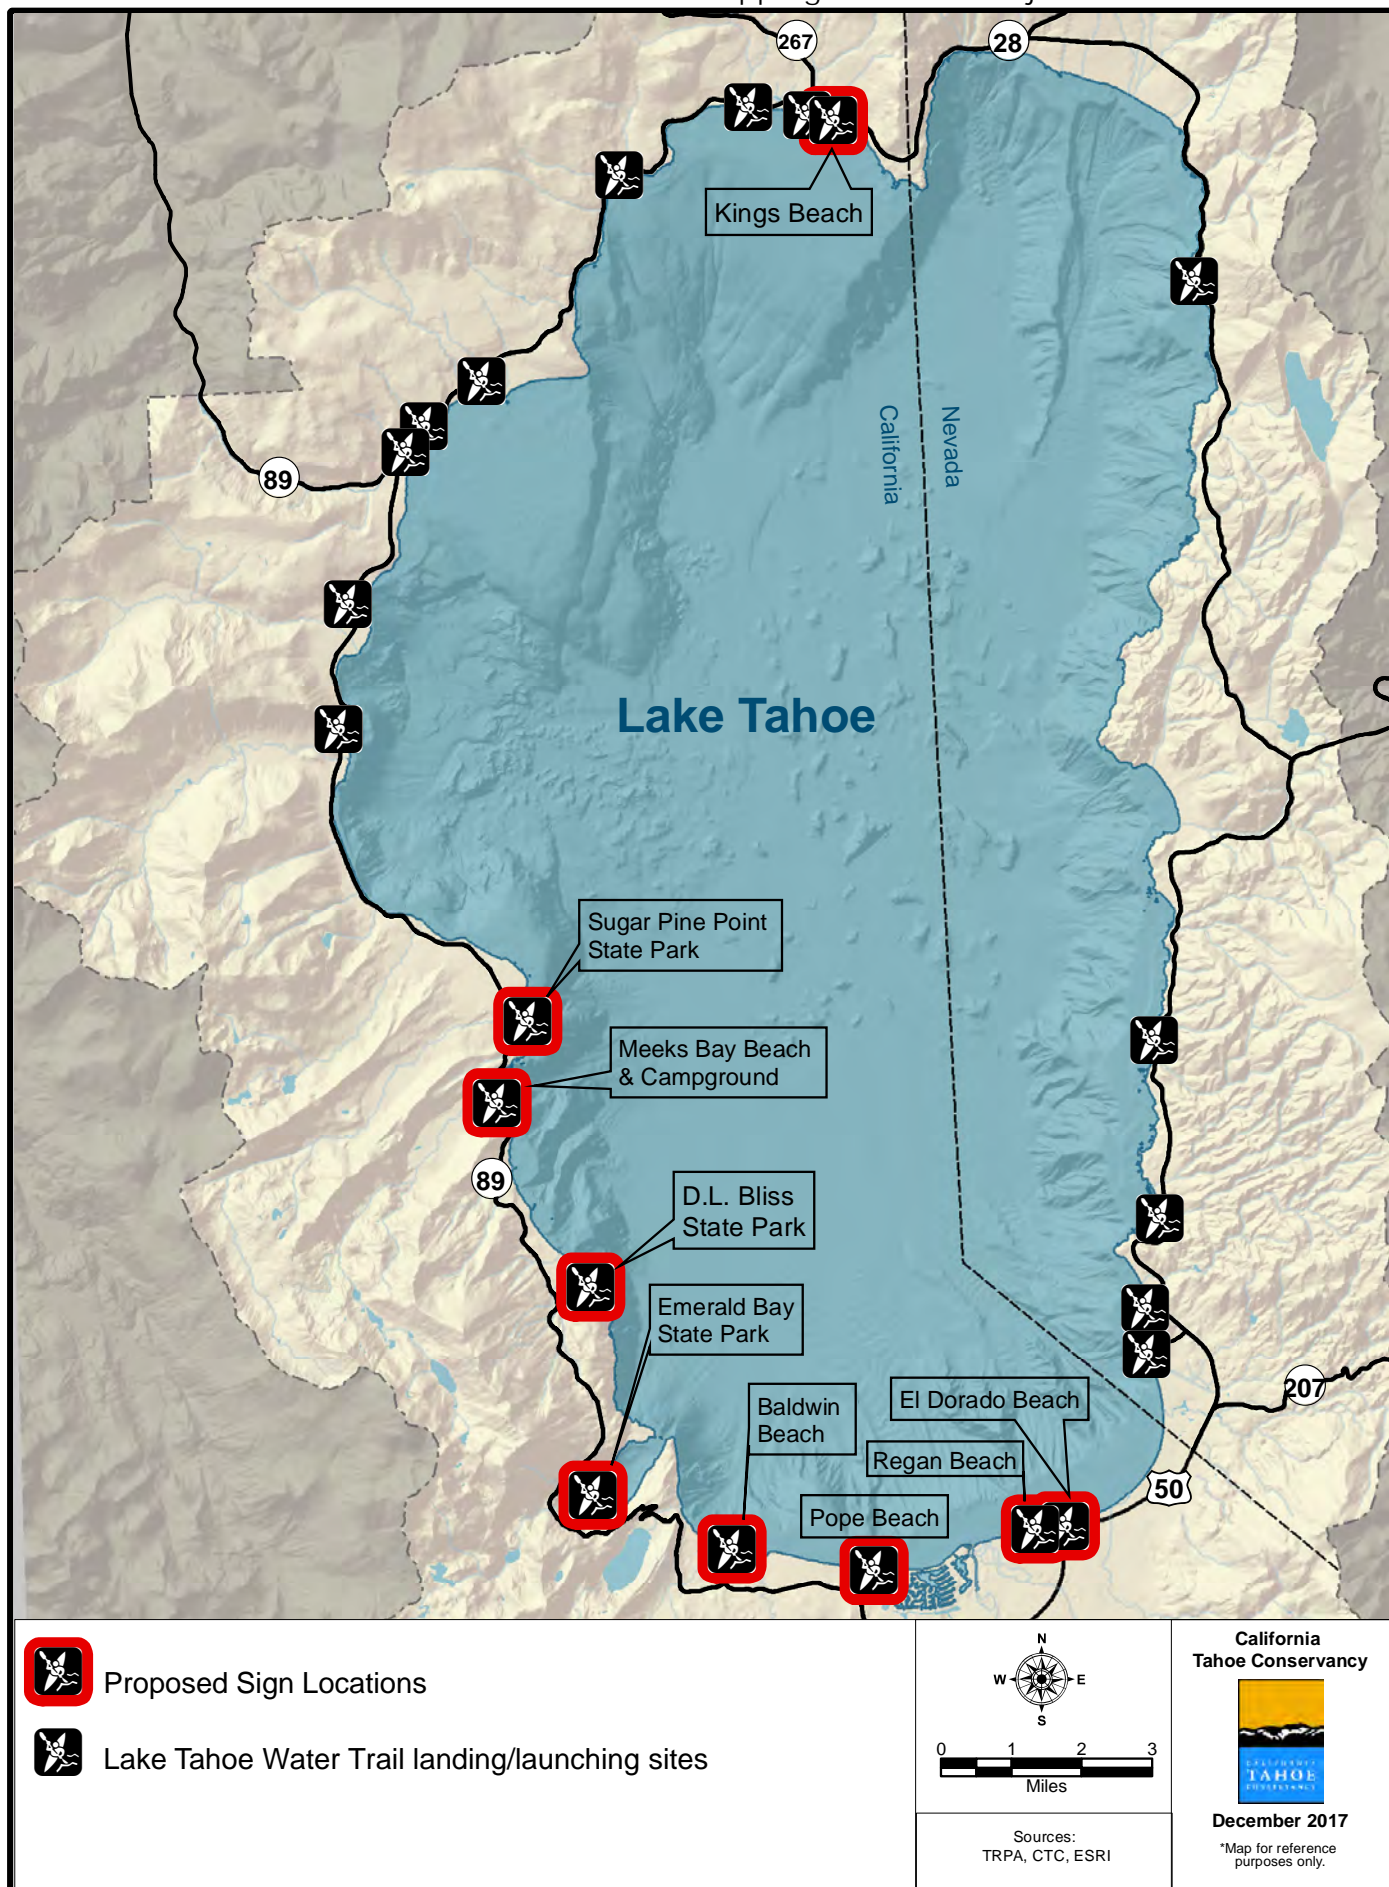 267
28
Kings Beach
Nevada
California
89
Lake Tahoe
Sugar Pine Point
State Park
Meeks Bay Beach
& Campground
89
D.L. Bliss
State Park
Emerald Bay
State Park
207
El Dorado Beach
Baldwin
Beach
Regan Beach
50
Pope Beach
Proposed Sign Locations
Lake Tahoe Water Trail landing/launching sites
N
W E
S
0 1 2 3
Miles
Sources:
TRPA, CTC, ESRI
California
Tahoe Conservancy
CALIFORNIA
TAHOE
CONSERVANCY
December 2017
*Map for reference
purposes only.